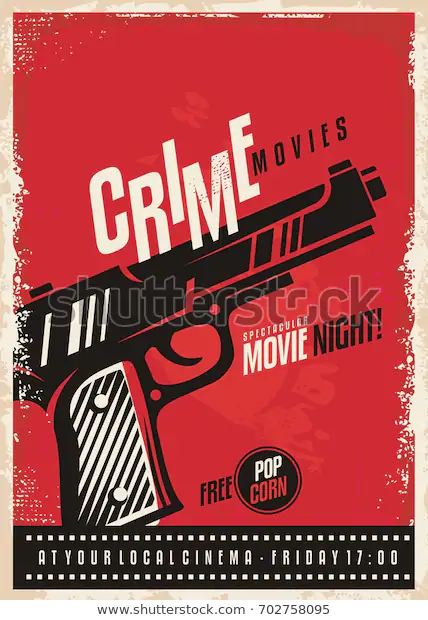 CRIME
MOVIES
shutterstock
SPECTACULAR
MOVIE NIGHT!
FREE
POP
CORN
AT YOUR LOCAL CINEMA · FRIDAY 17:00
www.shutterstock.com · 702758095